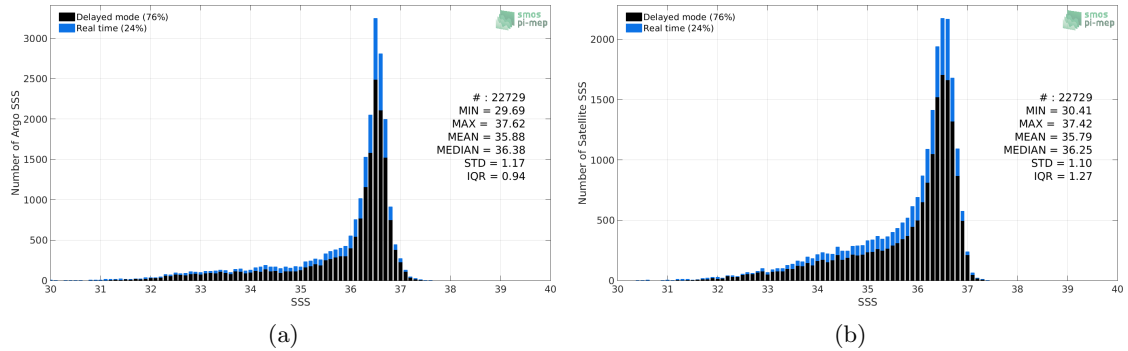 Delayed mode (76%)
Real time (24%)
smos
pi-mep
Number of Argo SSS
3000
2500
2000
1500
1000
500
0
# : 22729
MIN = 29.69
MAX = 37.62
MEAN = 35.88
MEDIAN = 36.38
STD = 1.17
IQR = 0.94
30 31 32 33 34 35 36 37 38 39 40
SSS
(a)
Delayed mode (76%)
Real time (24%)
smos
pi-mep
Number of Satellite SSS
2000
1500
1000
500
0
# : 22729
MIN = 30.41
MAX = 37.42
MEAN = 35.79
MEDIAN = 36.25
STD = 1.10
IQR = 1.27
30 31 32 33 34 35 36 37 38 39 40
SSS
(b)